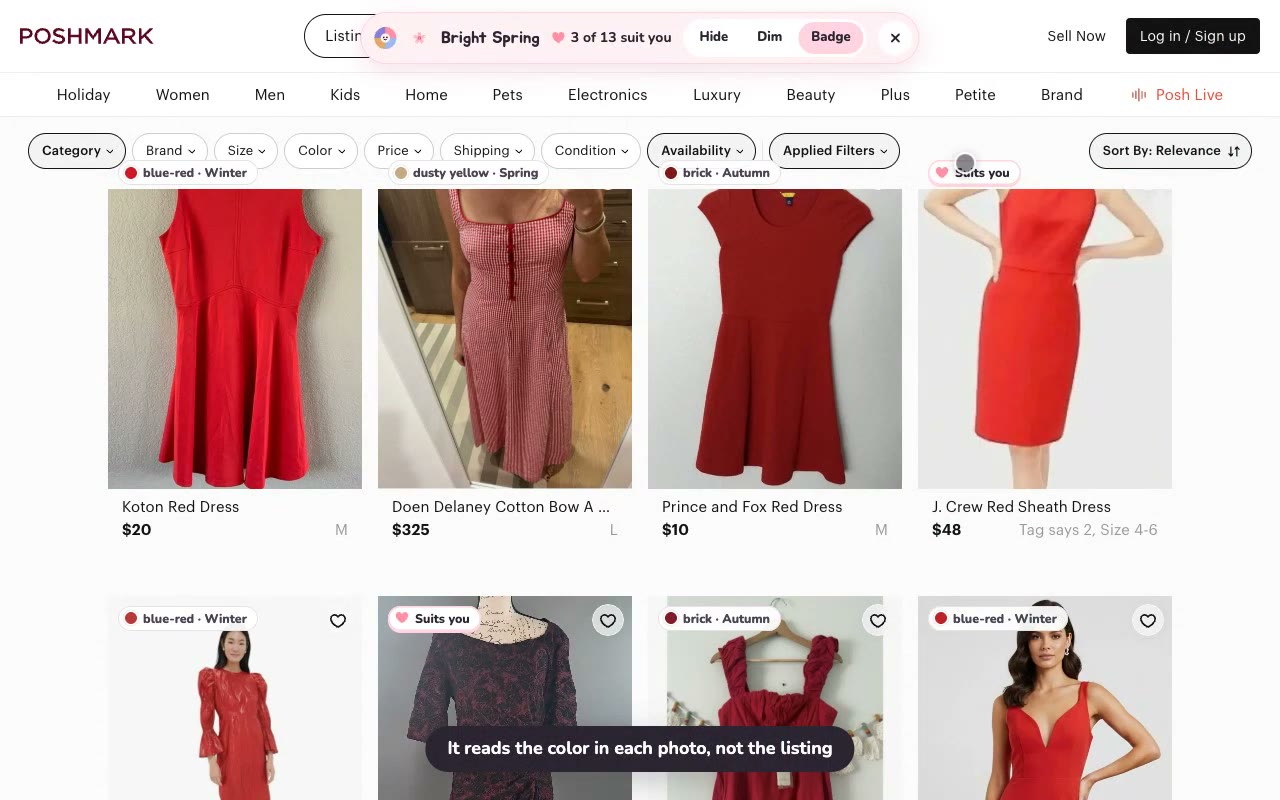 POSHMARK
Listin
Bright Spring
3 of 13 suit you
Hide
Dim
Badge
Sell Now
Log in / Sign up
Holiday
Women
Men
Kids
Home
Pets
Electronics
Luxury
Beauty
Plus
Petite
Brand
Posh Live
Category
Brand
Size
Color
Price
Shipping
Condition
Availability
Applied Filters
Sort By: Relevance
blue-red · Winter
dusty yellow · Spring
brick · Autumn
Suits you
Koton Red Dress
$20
M
Doen Delaney Cotton Bow A ...
$325
L
Prince and Fox Red Dress
$10
M
J. Crew Red Sheath Dress
$48
Tag says 2, Size 4-6
blue-red · Winter
Suits you
brick · Autumn
blue-red · Winter
It reads the color in each photo, not the listing